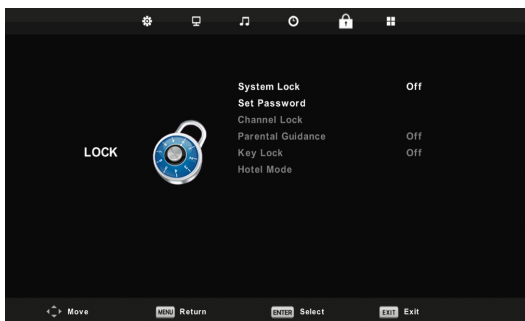 System Lock Off
Set Password
Channel Lock
Parental Guidance Off
LOCK
Key Lock Off
Hotel Mode
Move MENU Return ENTER Select EXIT Exit